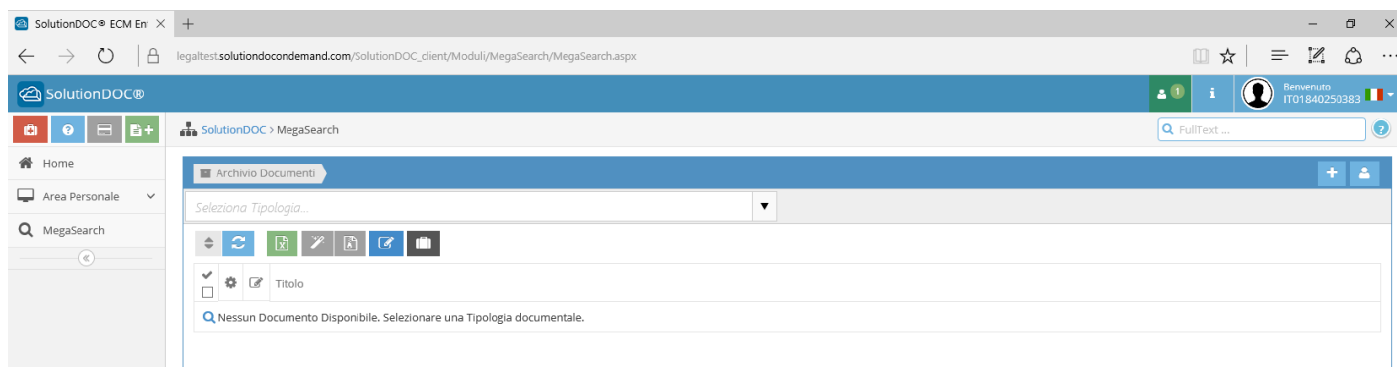 SolutionDOC® ECM En
legaltest.solutiondocondemand.com/SolutionDOC_client/Moduli/MegaSearch/MegaSearch.aspx
SolutionDOC®
1
Benvenuto
IT01840250383
SolutionDOC > MegaSearch
FullText ...
Home
Archivio Documenti
Area Personale
Seleziona Tipologia...
MegaSearch
Titolo
Nessun Documento Disponibile. Selezionare una Tipologia documentale.